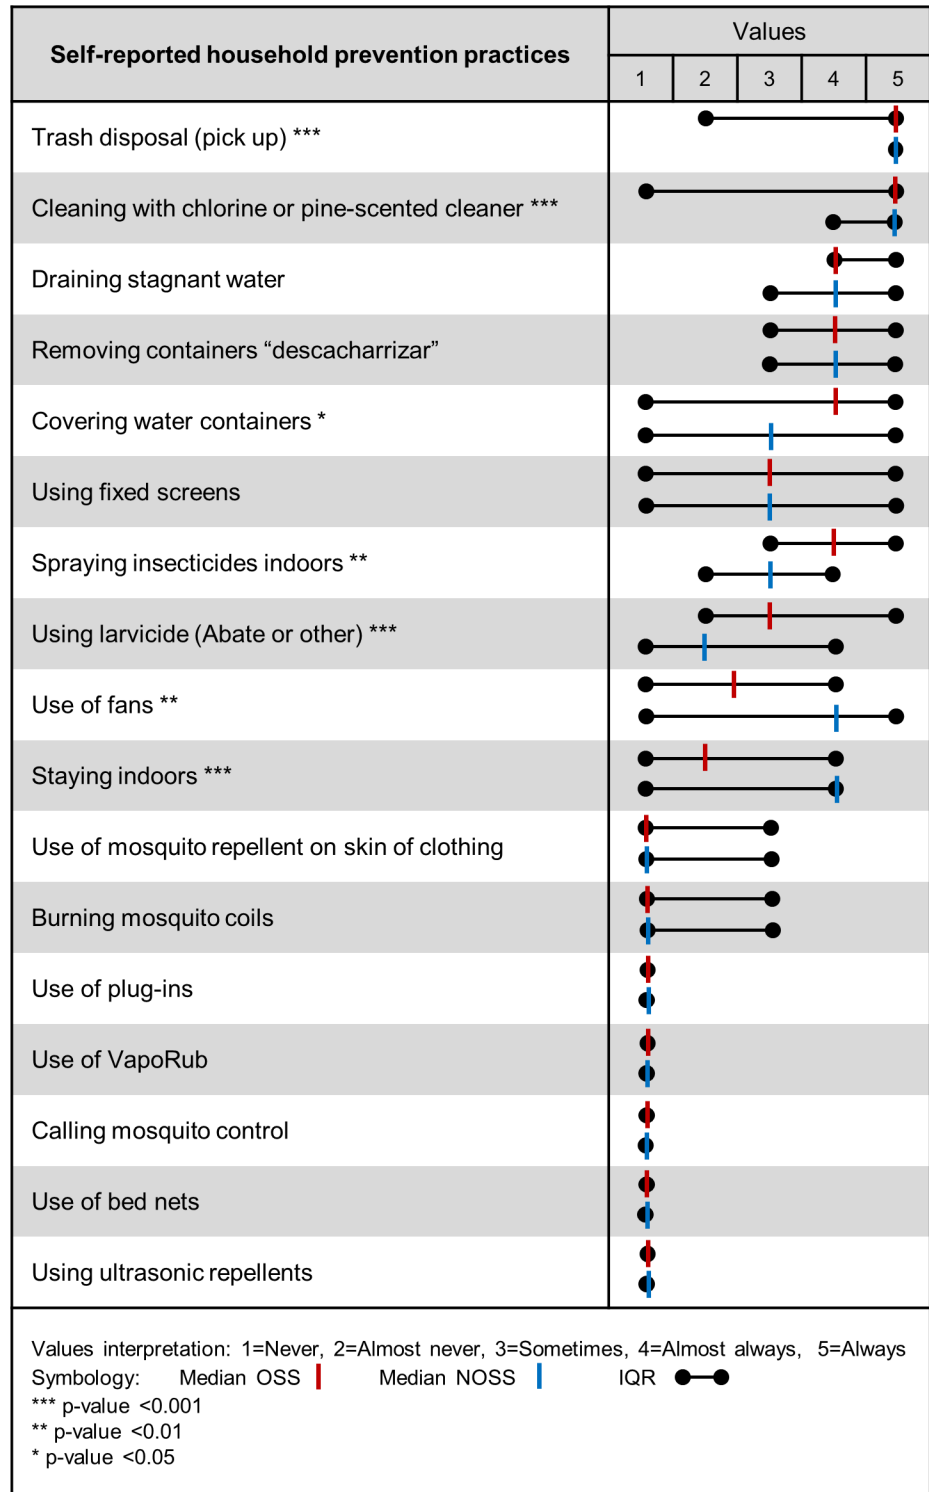 Self-reported household prevention practices
Values
1 2 3 4 5
Trash disposal (pick up) ***
Cleaning with chlorine or pine-scented cleaner ***
Draining stagnant water
Removing containers “descacharrizar”
Covering water containers *
Using fixed screens
Spraying insecticides indoors **
Using larvicide (Abate or other) ***
Use of fans **
Staying indoors ***
Use of mosquito repellent on skin of clothing
Burning mosquito coils
Use of plug-ins
Use of VapoRub
Calling mosquito control
Use of bed nets
Using ultrasonic repellents
Values interpretation: 1=Never, 2=Almost never, 3=Sometimes, 4=Almost always, 5=Always
Symbology: Median OSS Median NOSS IQR
*** p-value <0.001
** p-value <0.01
* p-value <0.05